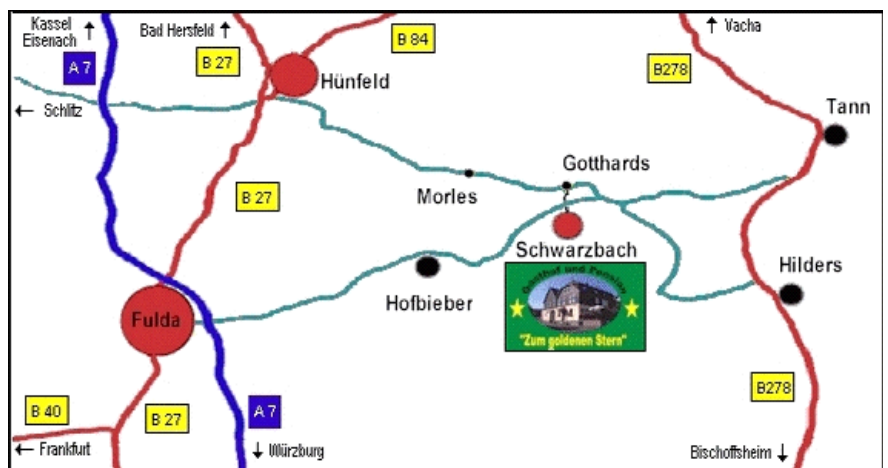 Kassel
Eisenach ↑
Bad Hersfeld ↑
B 84
↑ Vacha
A 7
B 27
B278
Hünfeld
← Schlitz
Tann
Gotthards
Morles
B 27
Schwarzbach
Hilders
Hofbieber
Gasthof und Pension
"Zum goldenen Stern"
Fulda
B278
B 40
B 27
A 7
← Frankfurt
↓ Würzburg
Bischoffsheim ↓